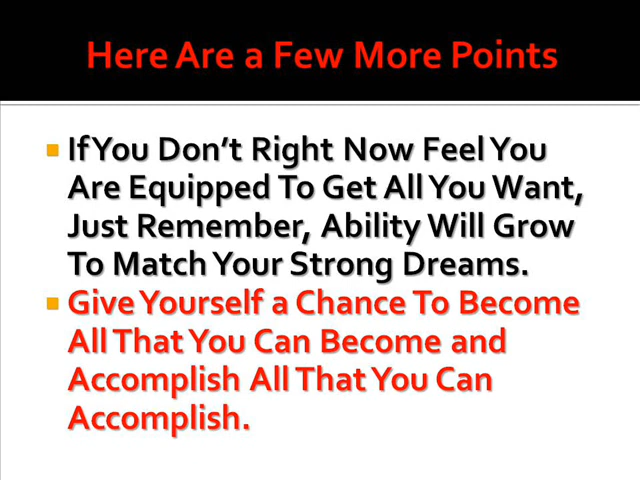 Here Are a Few More Points
If You Don’t Right Now Feel You
Are Equipped To Get All You Want,
Just Remember, Ability Will Grow
To Match Your Strong Dreams.
Give Yourself a Chance To Become
All That You Can Become and
Accomplish All That You Can
Accomplish.